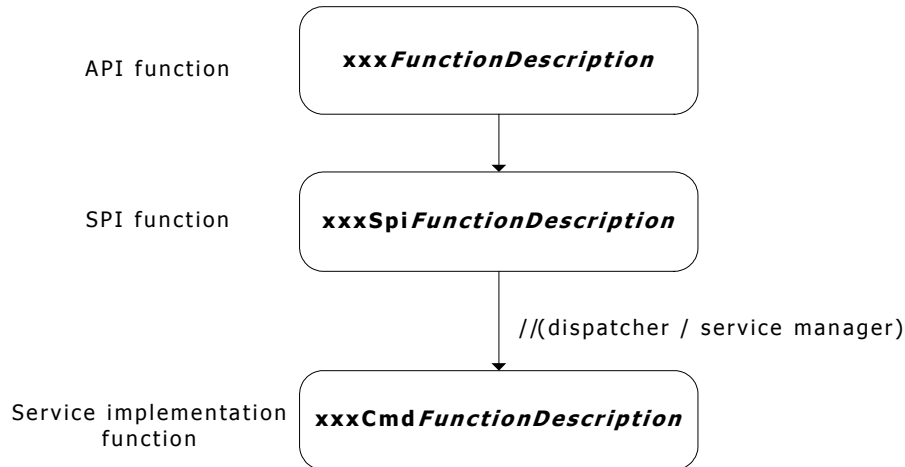 API function
xxxFunctionDescription
SPI function
xxxSpiFunctionDescription
//(dispatcher / service manager)
Service implementation
function
xxxCmdFunctionDescription